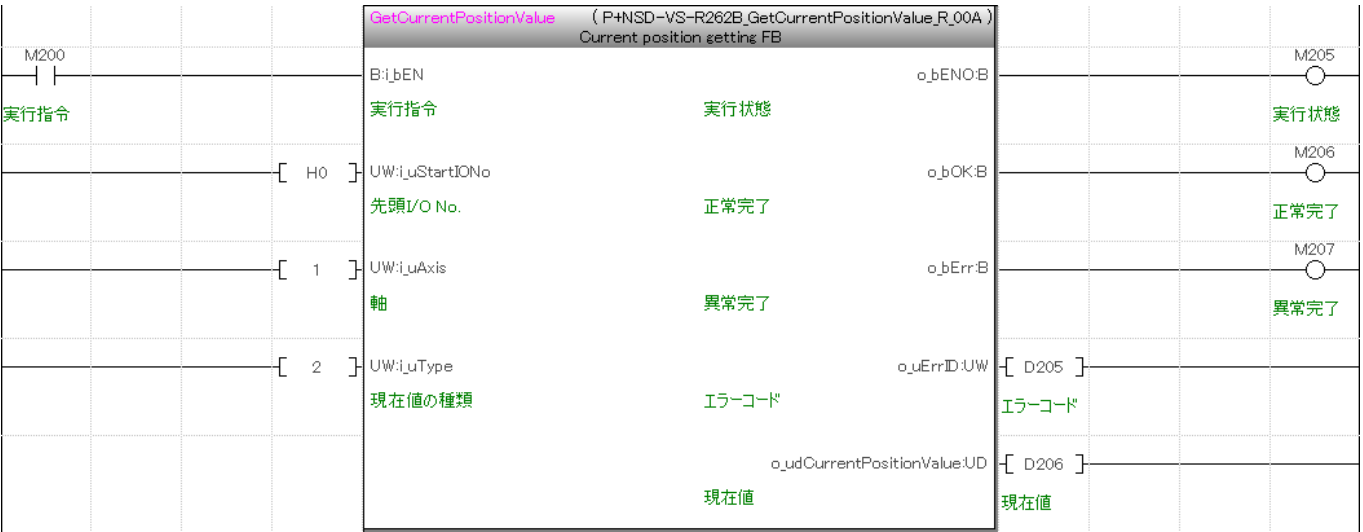 GetCurrentPositionValue (P+NSD-VS-R262B_GetCurrentPositionValue_R_00A)
Current position getting FB
M200 B:i_bEN o_bENO:B M205
実行指令 実行指令 実行状態 実行状態
H0 UW:i_uStartIONo o_bOK:B M206
先頭I/O No. 正常完了 正常完了
1 UW:i_uAxis o_bErr:B M207
軸 異常完了 異常完了
2 UW:i_uType o_uErrID:UW D205
現在値の種類 エラーコード エラーコード
o_udCurrentPositionValue:UD D206
現在値 現在値